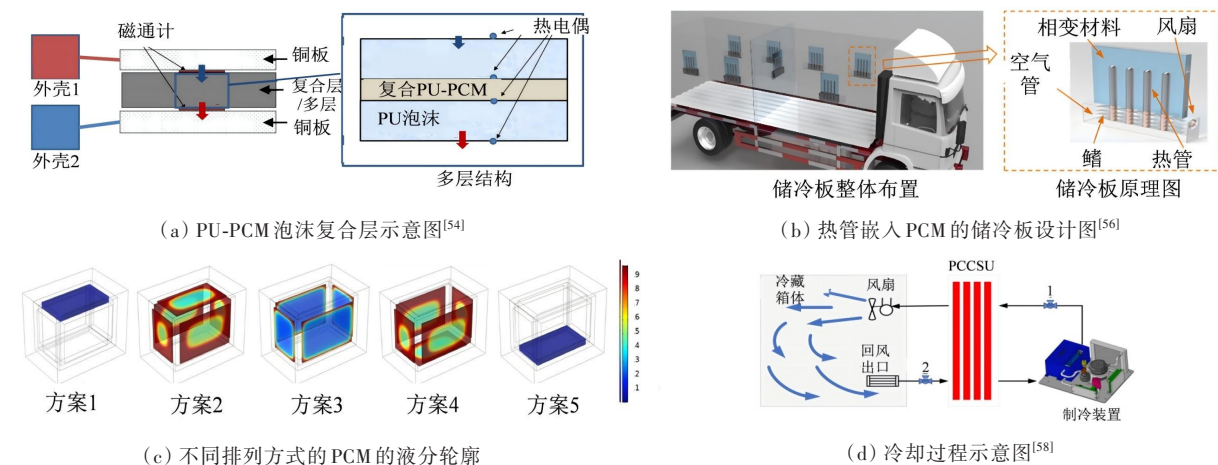 磁通计
铜板
外壳1
复合层
/多层
铜板
外壳2
热电偶
复合PU-PCM
PU泡沫
多层结构
(a) PU-PCM泡沫复合层示意图[54]
相变材料
风扇
空气
管
鳍
热管
储冷板整体布置
储冷板原理图
(b) 热管嵌入PCM的储冷板设计图[56]
9
8
7
6
5
4
3
2
1
方案1
方案2
方案3
方案4
方案5
(c) 不同排列方式的PCM的液分轮廓
PCCSU
冷藏
箱体
风扇
1
回风
出口
2
制冷装置
(d) 冷却过程示意图[58]